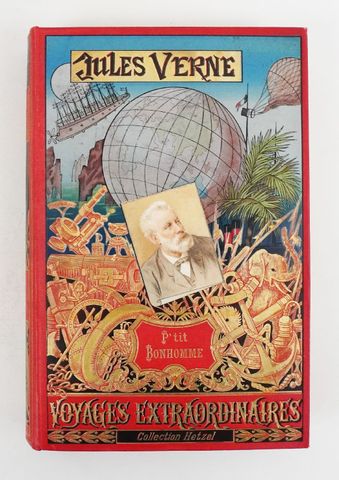 JULES VERNE
P'tit
BONHOMME
VOYAGES EXTRAORDINAIRES
Collection Hetzel